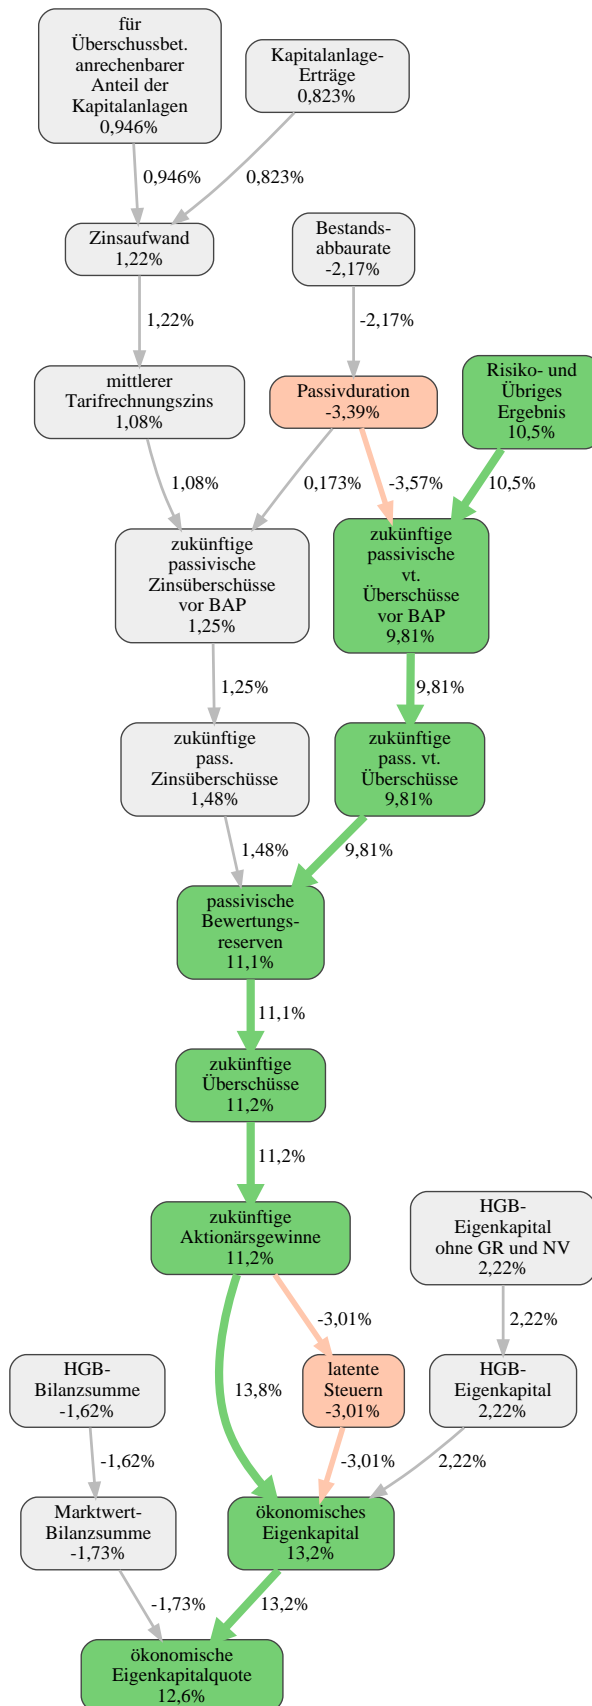 für
Überschussbet.
anrechenbarer
Anteil der
Kapitalanlagen
0,946%
Kapitalanlage-
Erträge
0,823%
0,946%
0,823%
Zinsaufwand
1,22%
Bestands-
abbaurate
-2,17%
1,22%
-2,17%
mittlerer
Tarifrechnungszins
1,08%
Passivduration
-3,39%
Risiko- und
Übriges
Ergebnis
10,5%
1,08%
0,173%
-3,57%
10,5%
zukünftige
passivische
Zinsüberschüsse
vor BAP
1,25%
zukünftige
passivische
vt.
Überschüsse
vor BAP
9,81%
1,25%
9,81%
zukünftige
pass.
Zinsüberschüsse
1,48%
zukünftige
pass. vt.
Überschüsse
9,81%
1,48%
9,81%
passivische
Bewertungs-
reserven
11,1%
11,1%
zukünftige
Überschüsse
11,2%
11,2%
zukünftige
Aktionärsgewinne
11,2%
HGB-
Eigenkapital
ohne GR und NV
2,22%
-3,01%
2,22%
13,8%
HGB-
Bilanzsumme
-1,62%
latente
Steuern
-3,01%
HGB-
Eigenkapital
2,22%
-1,62%
-3,01%
2,22%
Marktwert-
Bilanzsumme
-1,73%
ökonomisches
Eigenkapital
13,2%
-1,73%
13,2%
ökonomische
Eigenkapitalquote
12,6%